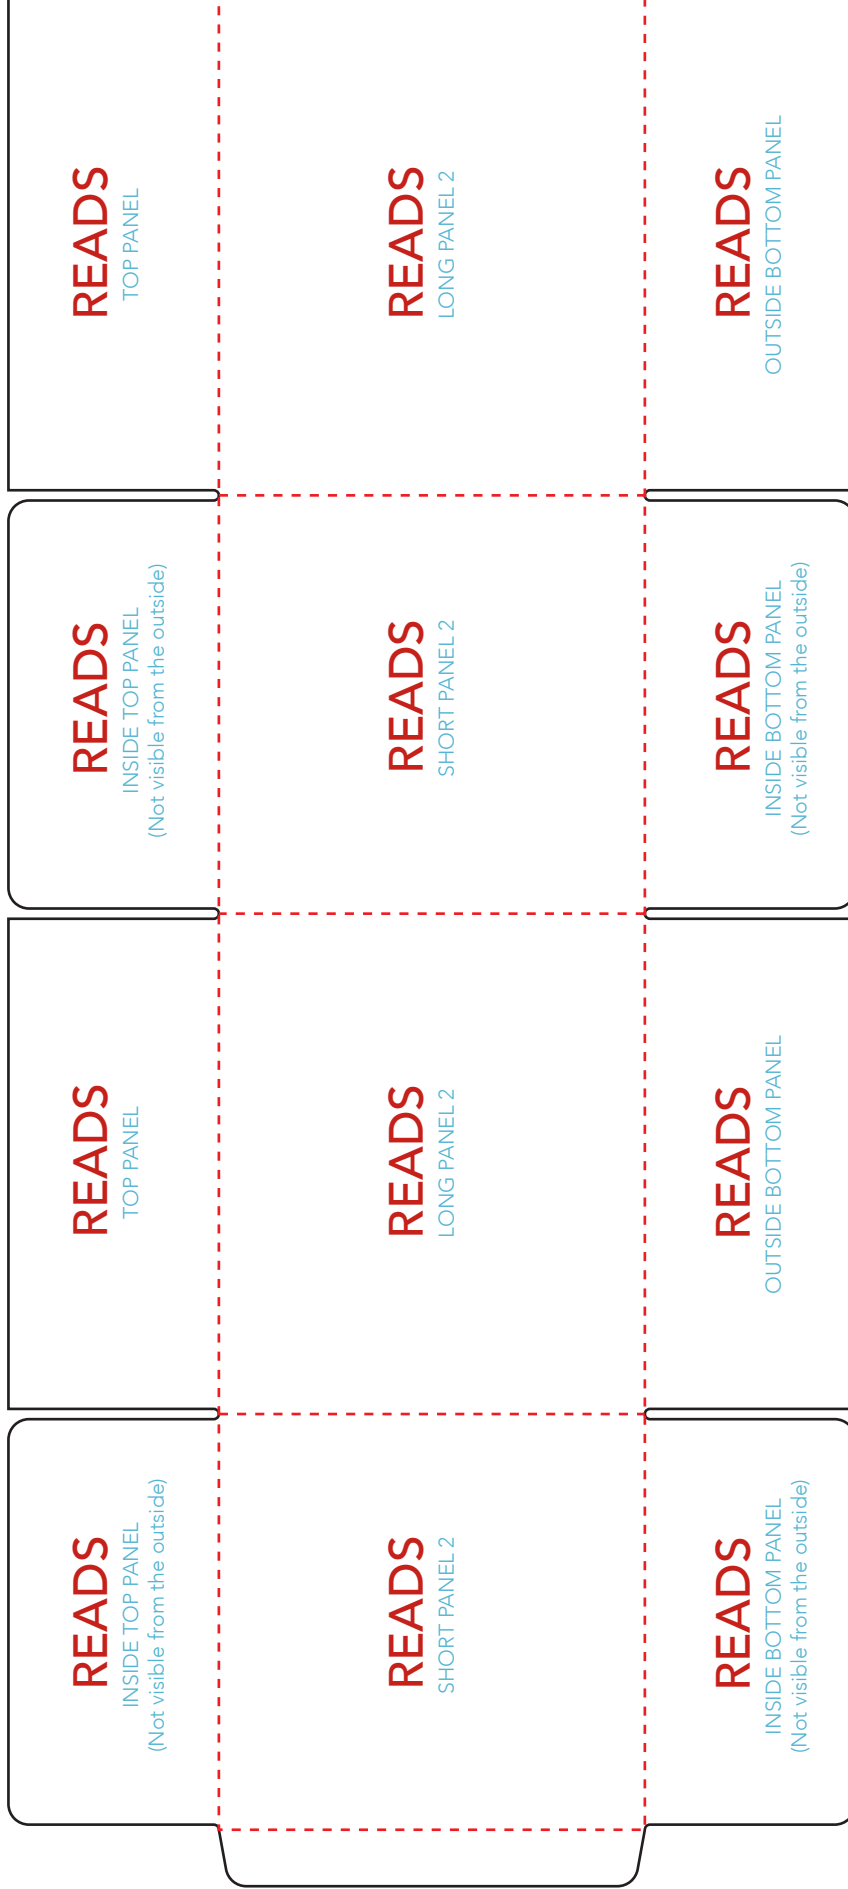 READS
INSIDE TOP PANEL
(Not visible from the outside)
READS
TOP PANEL
READS
INSIDE TOP PANEL
(Not visible from the outside)
READS
TOP PANEL
READS
SHORT PANEL 2
READS
LONG PANEL 2
READS
SHORT PANEL 2
READS
LONG PANEL 2
READS
INSIDE BOTTOM PANEL
(Not visible from the outside)
READS
OUTSIDE BOTTOM PANEL
READS
INSIDE BOTTOM PANEL
(Not visible from the outside)
READS
OUTSIDE BOTTOM PANEL